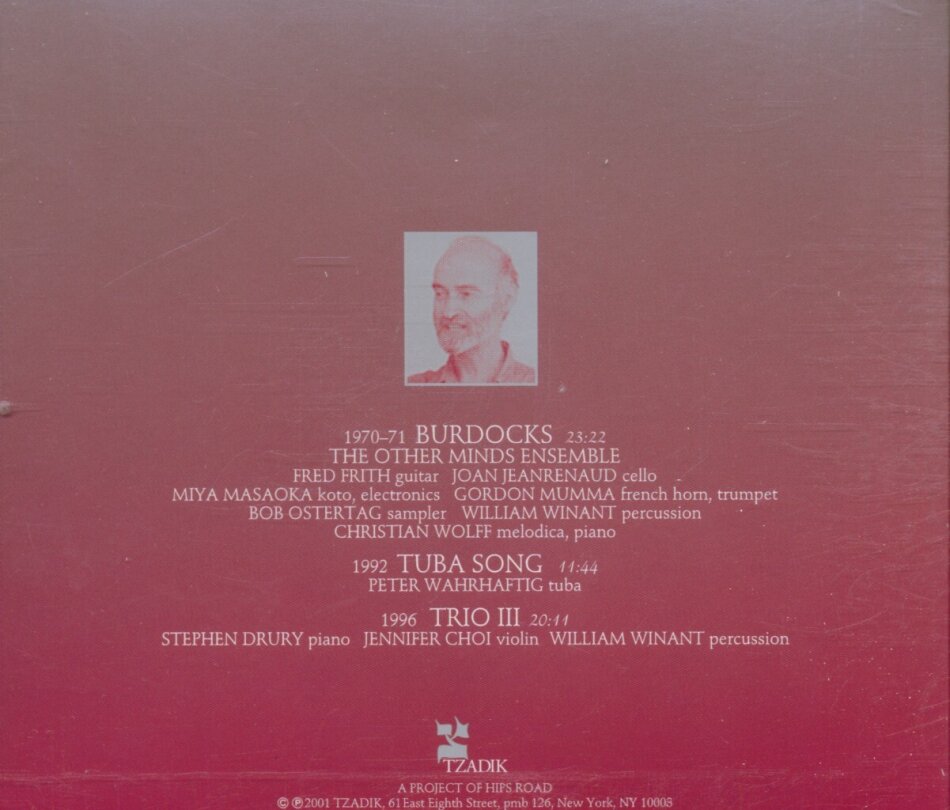 1970–71 BURDOCKS 23:22
THE OTHER MINDS ENSEMBLE
FRED FRITH guitar JOAN JEANRENAUD cello
MIYA MASAOKA koto, electronics GORDON MUMMA french horn, trumpet
BOB OSTERTAG sampler WILLIAM WINANT percussion
CHRISTIAN WOLFF melodica, piano
1992 TUBA SONG 11:44
PETER WAHRHAFTIG tuba
1996 TRIO III 20:11
STEPHEN DRURY piano JENNIFER CHOI violin WILLIAM WINANT percussion
צ
TZADIK
A PROJECT OF HIPS ROAD
© ℗ 2001 TZADIK, 61 East Eighth Street, pmb 126, New York, NY 10003